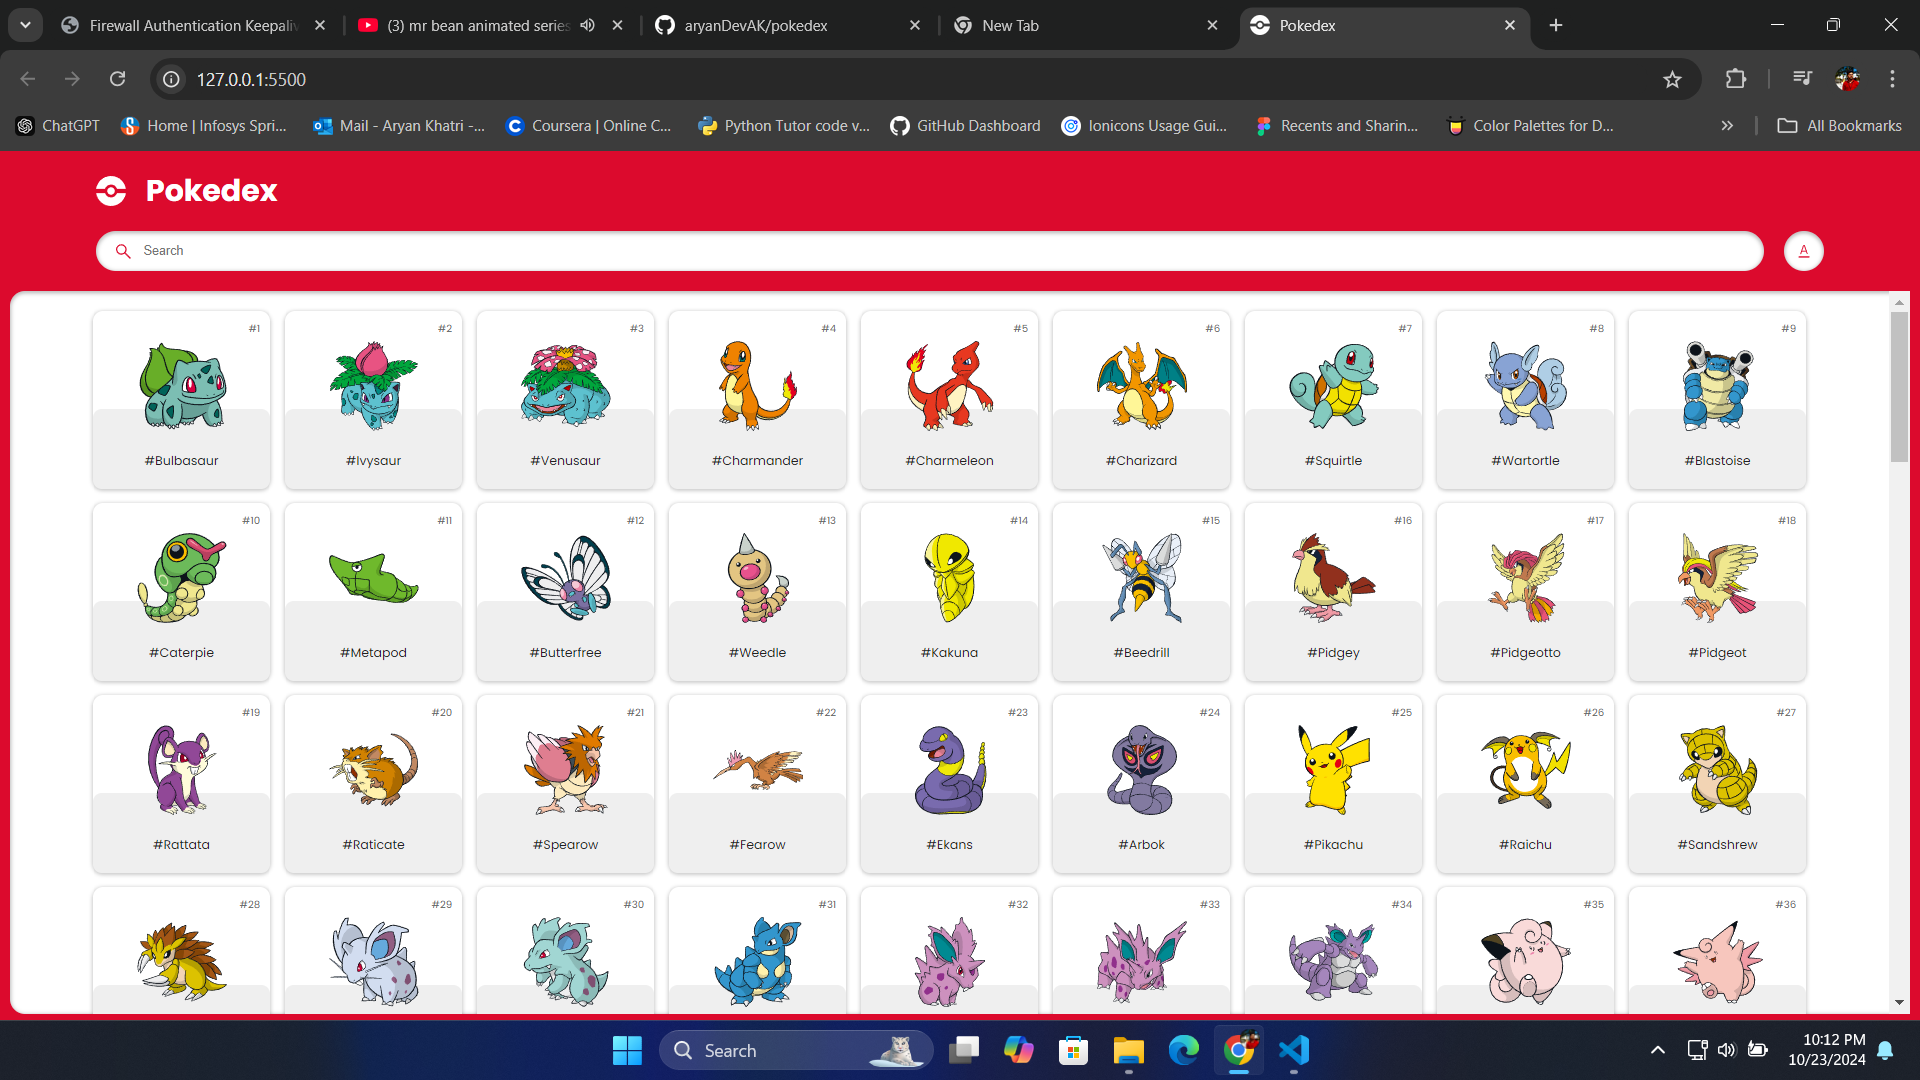 Firewall Authentication Keepaliv
(3) mr bean animated series
aryanDevAK/pokedex
New Tab
Pokedex
127.0.0.1:5500
ChatGPT
Home | Infosys Spri...
Mail - Aryan Khatri -...
Coursera | Online C...
Python Tutor code v...
GitHub Dashboard
Ionicons Usage Gui...
Recents and Sharin...
Color Palettes for D...
All Bookmarks
Pokedex
Search
A
#1
#2
#3
#4
#5
#6
#7
#8
#9
#Bulbasaur
#Ivysaur
#Venusaur
#Charmander
#Charmeleon
#Charizard
#Squirtle
#Wartortle
#Blastoise
#10
#11
#12
#13
#14
#15
#16
#17
#18
#Caterpie
#Metapod
#Butterfree
#Weedle
#Kakuna
#Beedrill
#Pidgey
#Pidgeotto
#Pidgeot
#19
#20
#21
#22
#23
#24
#25
#26
#27
#Rattata
#Raticate
#Spearow
#Fearow
#Ekans
#Arbok
#Pikachu
#Raichu
#Sandshrew
#28
#29
#30
#31
#32
#33
#34
#35
#36
Search
10:12 PM
10/23/2024